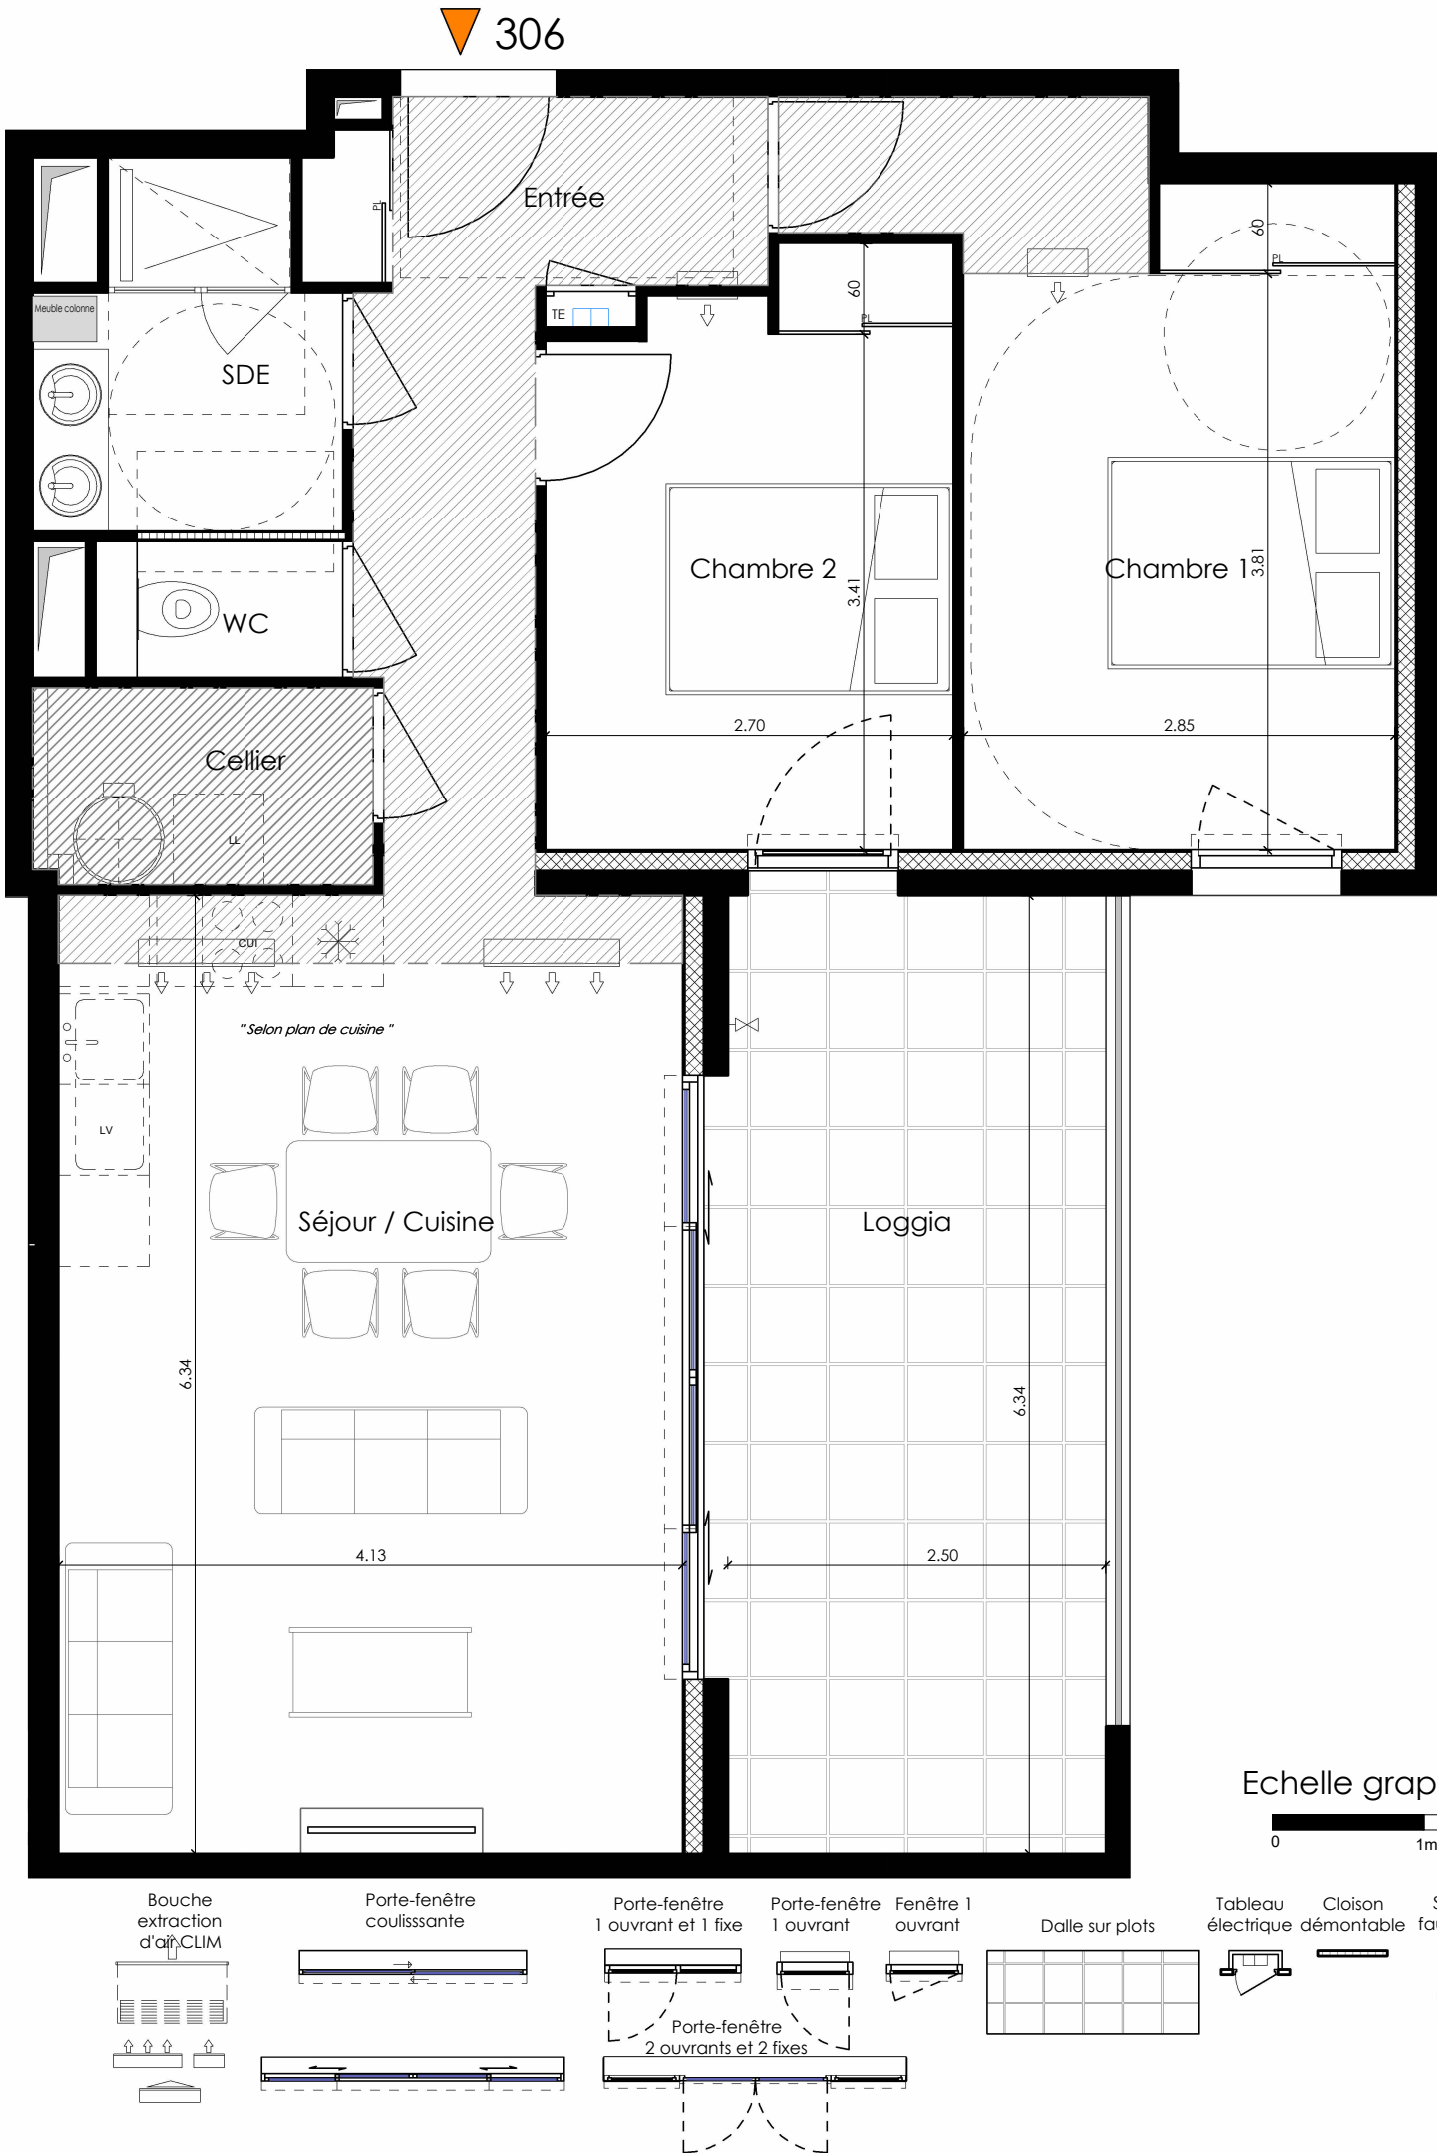 306
Entrée
PL
60
PL
60
PL
TE
Meuble colonne
SDE
Chambre 2
3.41
Chambre 1
3.81
WC
2.70
2.85
Cellier
LL
CUI
"Selon plan de cuisine"
LV
Séjour / Cuisine
Loggia
6.34
6.34
4.13
2.50
Echelle grap
0
1m
Bouche
extraction
d'air CLIM
Porte-fenêtre
coulisssante
Porte-fenêtre
1 ouvrant et 1 fixe
Porte-fenêtre
1 ouvrant
Fenêtre 1
ouvrant
Dalle sur plots
Tableau
électrique
Cloison
démontable
S
fau
Porte-fenêtre
2 ouvrants et 2 fixes